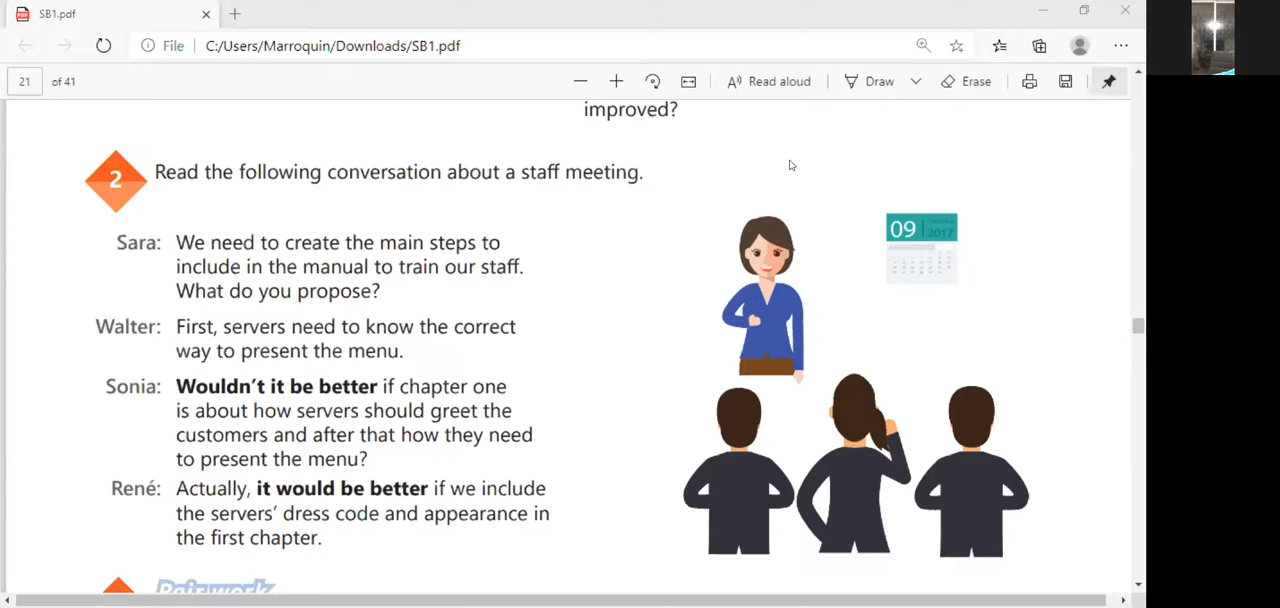 SB1.pdf
File C:/Users/Marroquin/Downloads/SB1.pdf
21 of 41
Read aloud
Draw
Erase
improved?
2 Read the following conversation about a staff meeting.
Sara: We need to create the main steps to
include in the manual to train our staff.
What do you propose?
Walter: First, servers need to know the correct
way to present the menu.
Sonia: Wouldn't it be better if chapter one
is about how servers should greet the
customers and after that how they need
to present the menu?
René: Actually, it would be better if we include
the servers' dress code and appearance in
the first chapter.
09
2017
Pair work